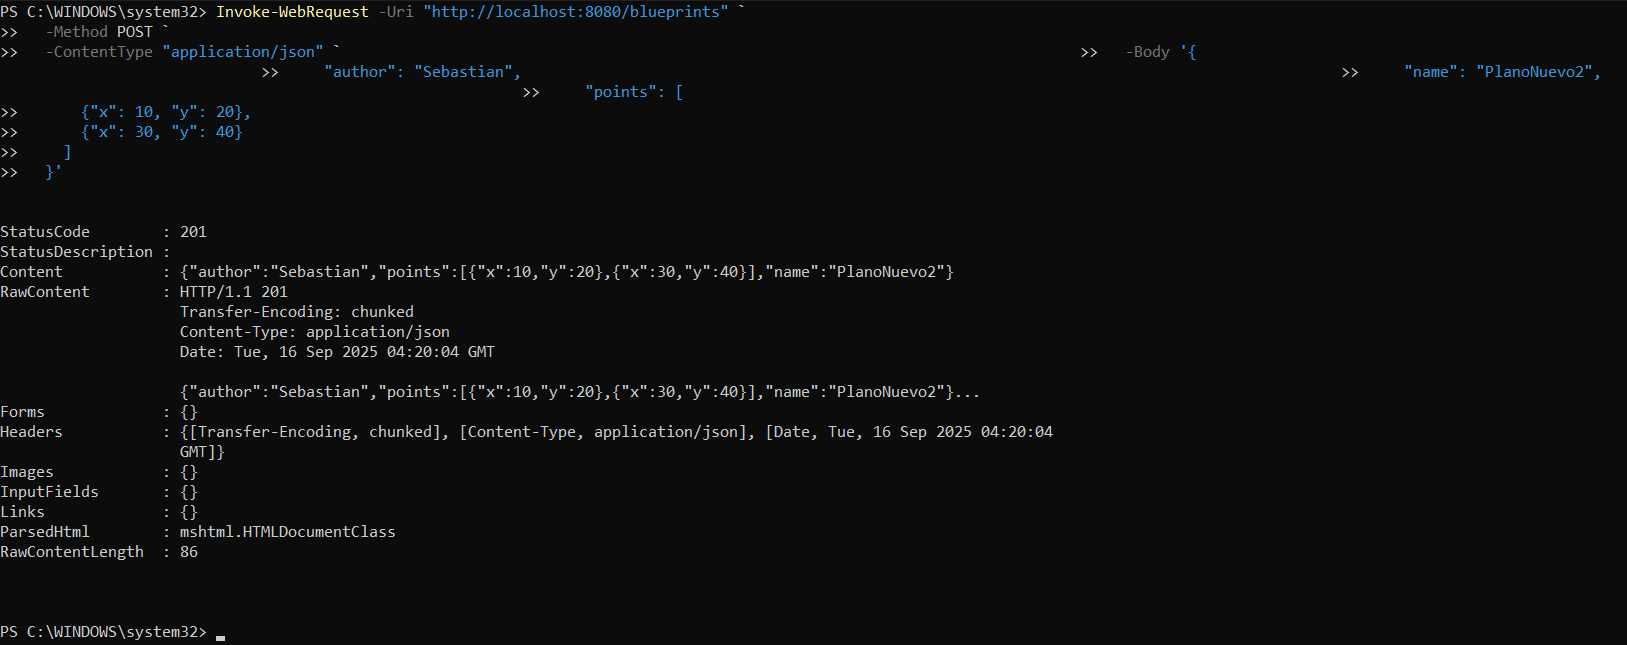 PS C:\WINDOWS\system32> Invoke-WebRequest -Uri "http://localhost:8080/blueprints" `
>>   -Method POST `
>>   -ContentType "application/json" ` >>   -Body '{
>>     "author": "Sebastian", >>     "name": "PlanoNuevo2",
>>     "points": [
>>       {"x": 10, "y": 20},
>>       {"x": 30, "y": 40}
>>     ]
>>   }'
StatusCode        : 201
StatusDescription :
Content           : {"author":"Sebastian","points":[{"x":10,"y":20},{"x":30,"y":40}],"name":"PlanoNuevo2"}
RawContent        : HTTP/1.1 201
Transfer-Encoding: chunked
Content-Type: application/json
Date: Tue, 16 Sep 2025 04:20:04 GMT
{"author":"Sebastian","points":[{"x":10,"y":20},{"x":30,"y":40}],"name":"PlanoNuevo2"}...
Forms             : {}
Headers           : {[Transfer-Encoding, chunked], [Content-Type, application/json], [Date, Tue, 16 Sep 2025 04:20:04
GMT]}
Images            : {}
InputFields       : {}
Links             : {}
ParsedHtml        : mshtml.HTMLDocumentClass
RawContentLength  : 86
PS C:\WINDOWS\system32>